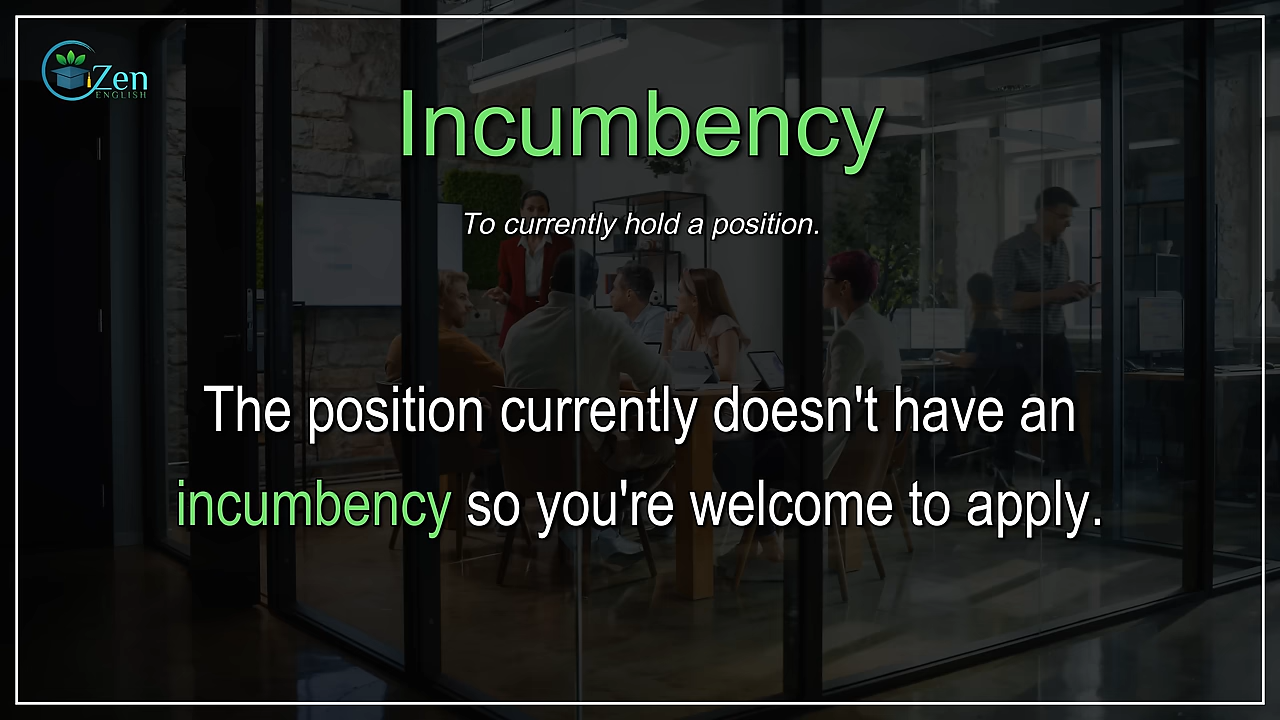 Zen
ENGLISH
Incumbency
To currently hold a position.
The position currently doesn't have an
incumbency so you're welcome to apply.